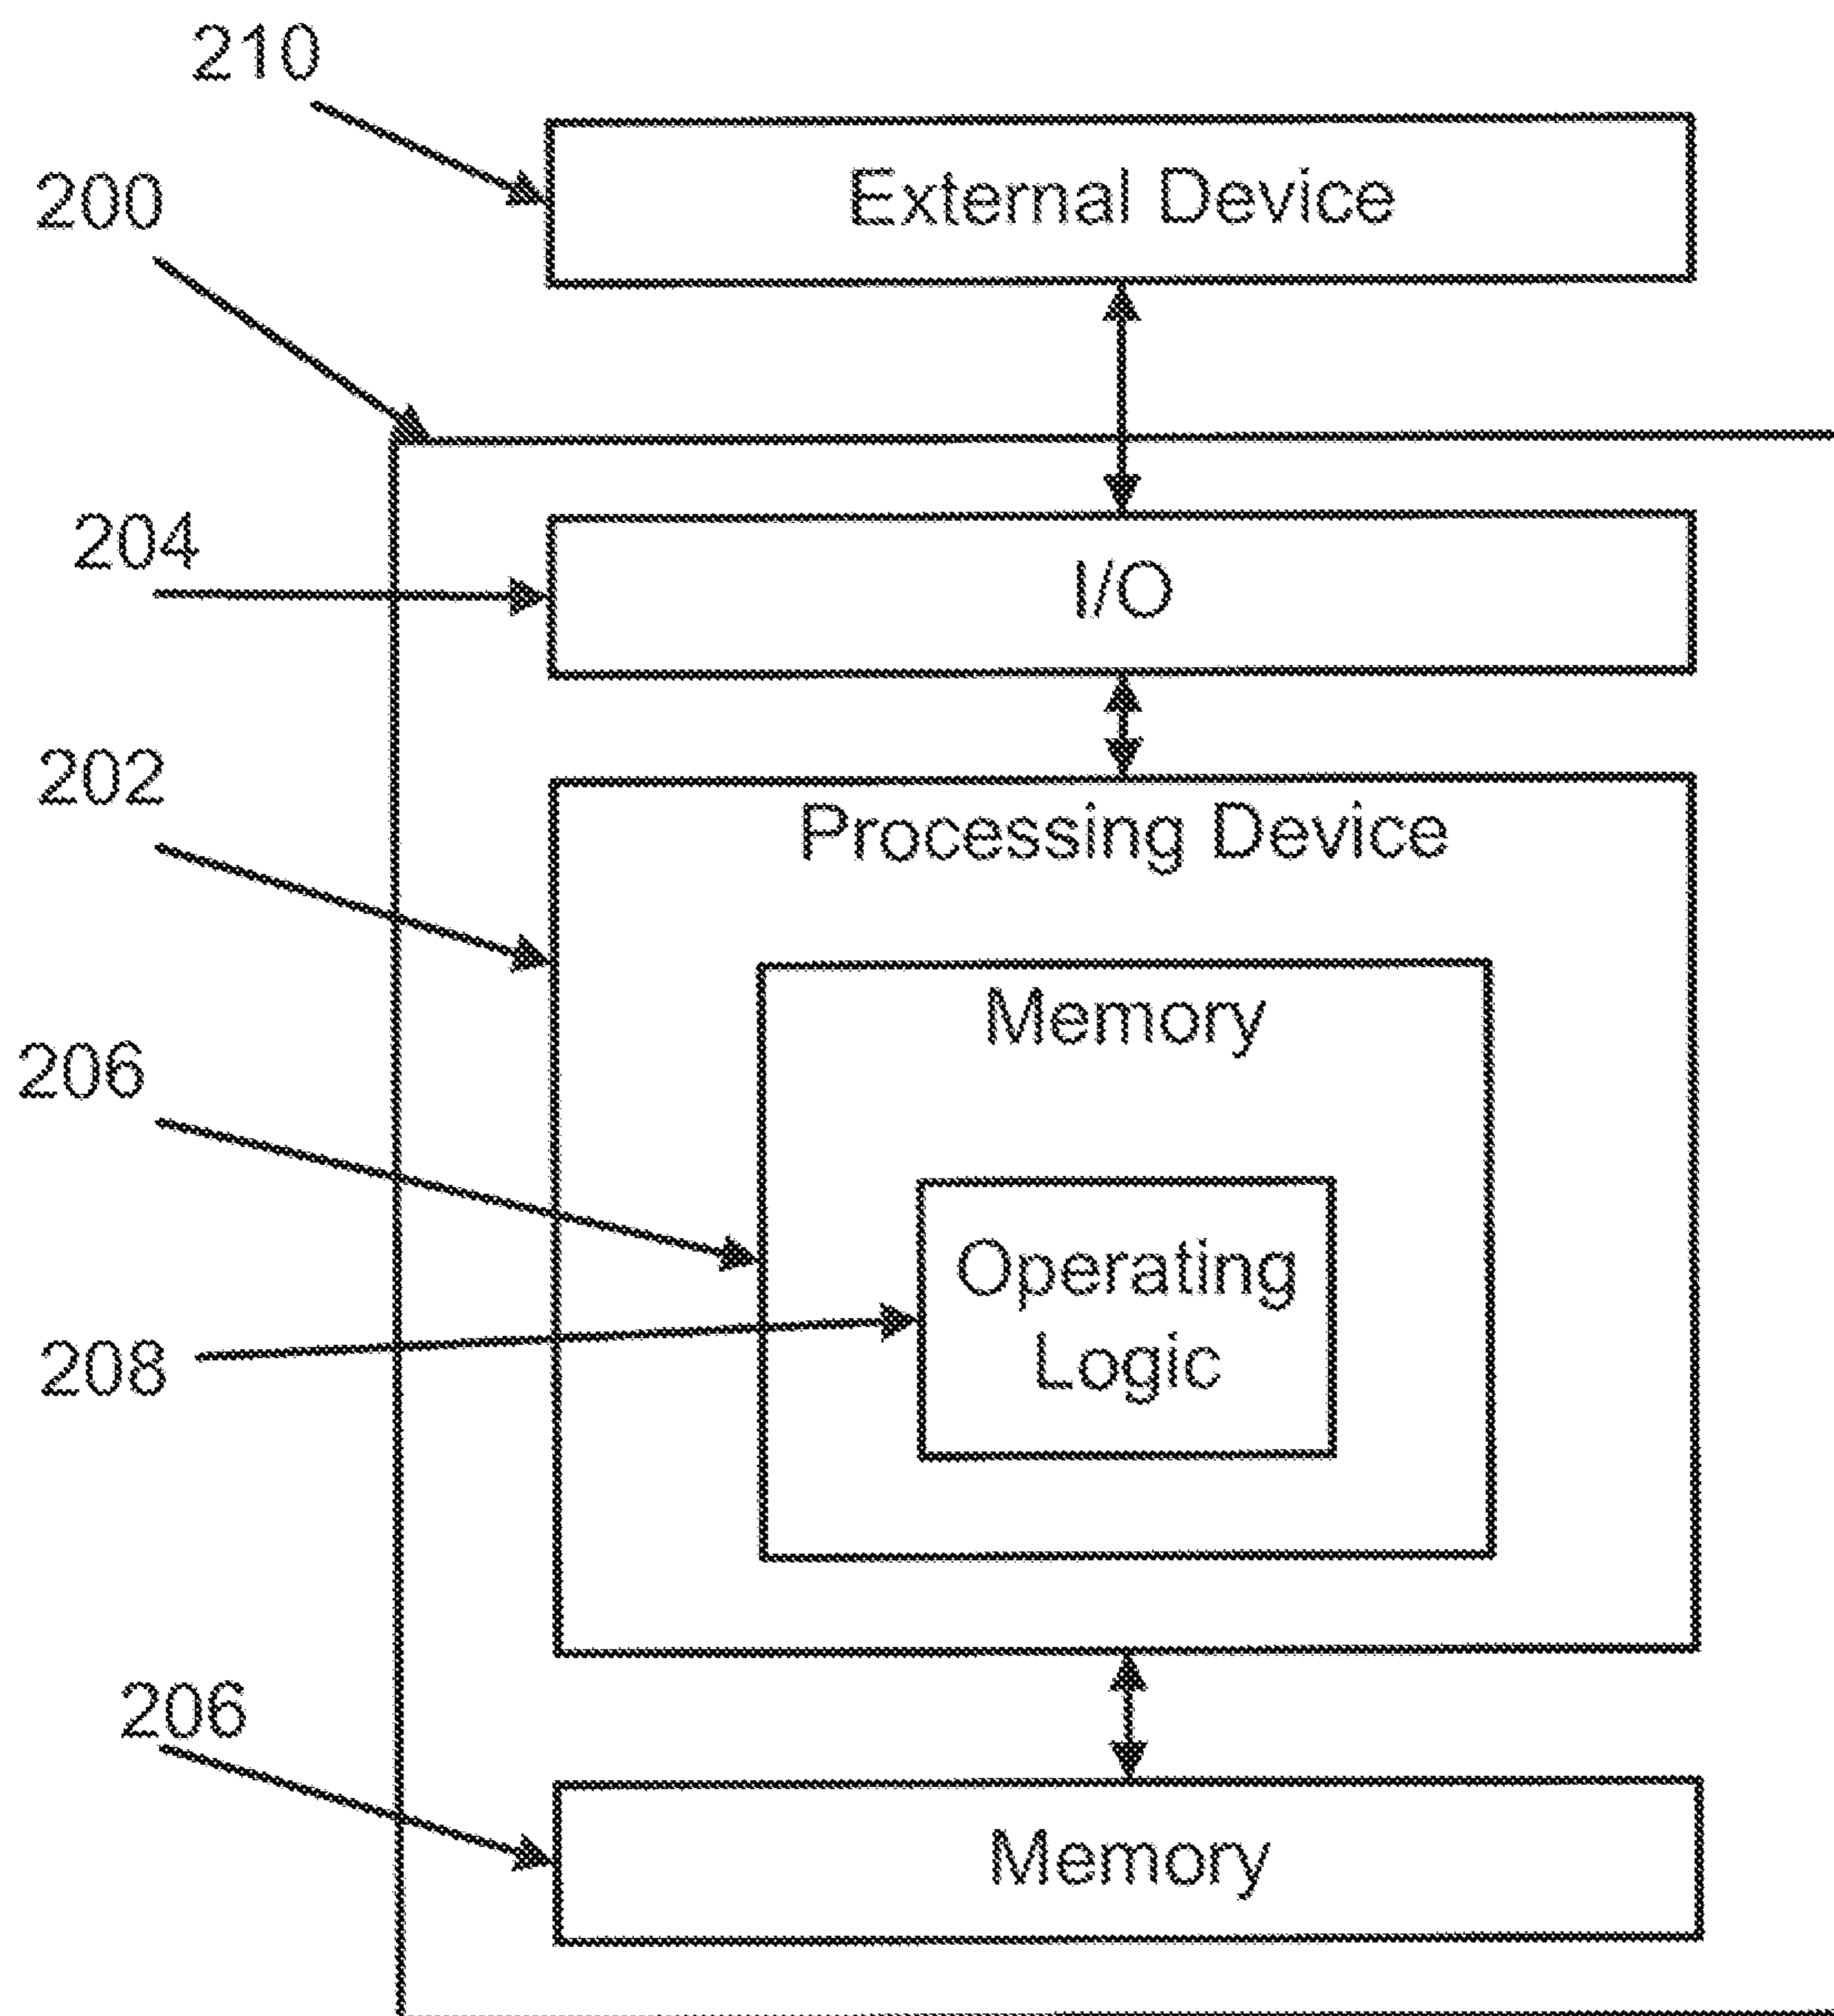 210
External Device
200
204
I/O
202
Processing Device
Memory
206
Operating
Logic
208
206
Memory